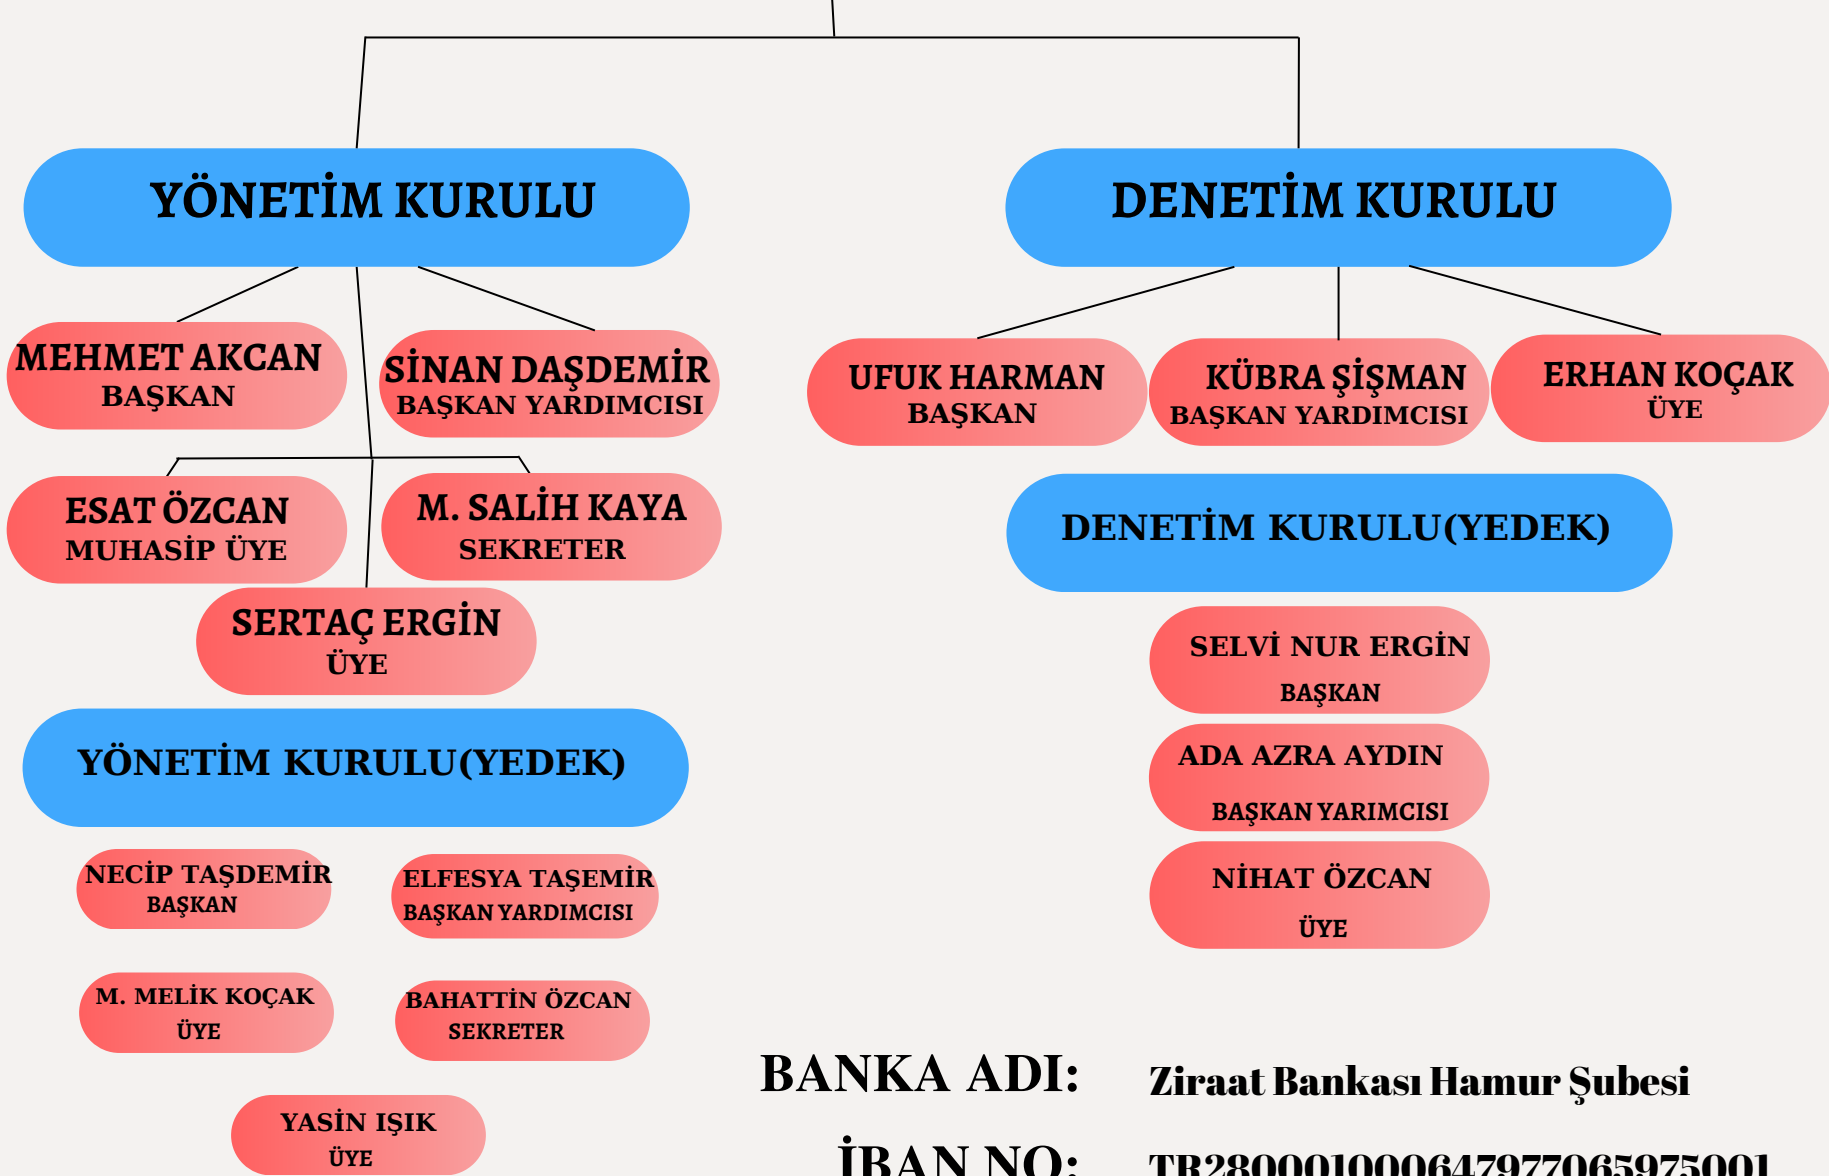 YÖNETİM KURULU
MEHMET AKCAN
BAŞKAN
SİNAN DAŞDEMİR
BAŞKAN YARDIMCISI
ESAT ÖZCAN
MUHASİP ÜYE
M. SALİH KAYA
SEKRETER
SERTAÇ ERGİN
ÜYE
YÖNETİM KURULU(YEDEK)
NECİP TAŞDEMİR
BAŞKAN
ELFESYA TAŞEMİR
BAŞKAN YARDIMCISI
M. MELİK KOÇAK
ÜYE
BAHATTİN ÖZCAN
SEKRETER
YASİN IŞIK
ÜYE
DENETİM KURULU
UFUK HARMAN
BAŞKAN
KÜBRA ŞİŞMAN
BAŞKAN YARDIMCISI
ERHAN KOÇAK
ÜYE
DENETİM KURULU(YEDEK)
SELVİ NUR ERGİN
BAŞKAN
ADA AZRA AYDIN
BAŞKAN YARIMCISI
NİHAT ÖZCAN
ÜYE
BANKA ADI: Ziraat Bankası Hamur Şubesi
İBAN NO: TR280001000647977065975001